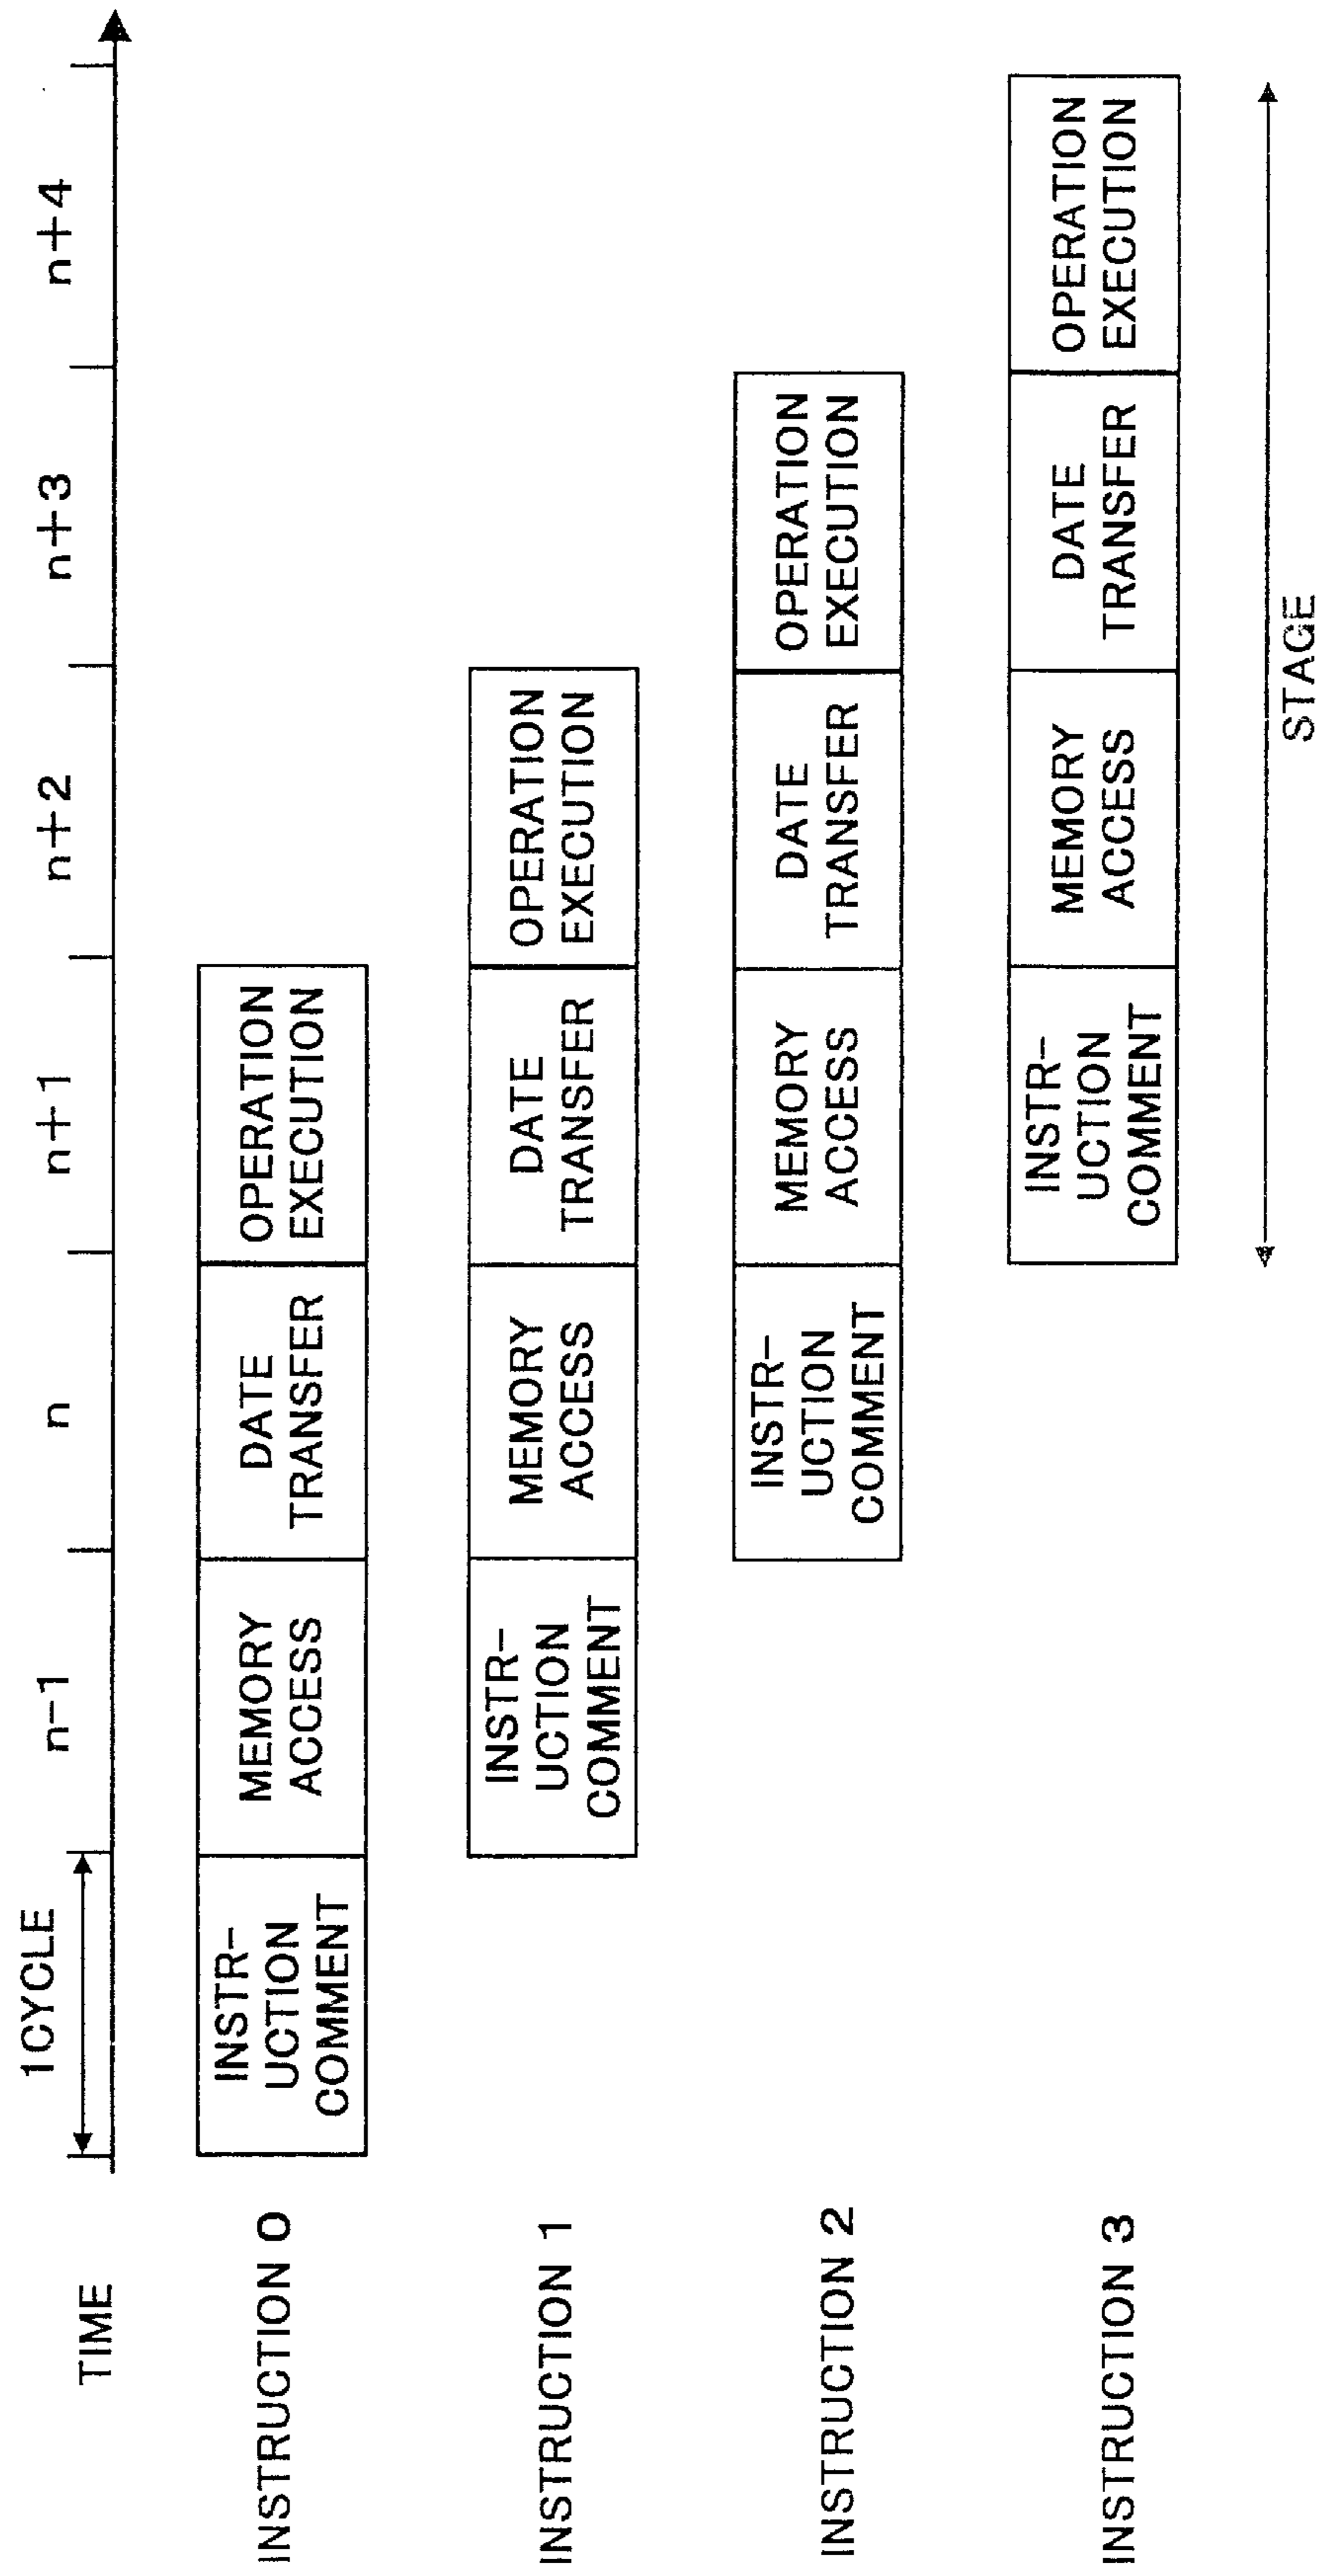 1CYCLE
n-1
n
n+1
n+2
n+3
n+4
TIME
INSTRUCTION 0
INSTR-
UCTION
COMMENT
MEMORY
ACCESS
DATE
TRANSFER
OPERATION
EXECUTION
INSTRUCTION 1
INSTR-
UCTION
COMMENT
MEMORY
ACCESS
DATE
TRANSFER
OPERATION
EXECUTION
INSTRUCTION 2
INSTR-
UCTION
COMMENT
MEMORY
ACCESS
DATE
TRANSFER
OPERATION
EXECUTION
INSTRUCTION 3
INSTR-
UCTION
COMMENT
MEMORY
ACCESS
DATE
TRANSFER
OPERATION
EXECUTION
STAGE